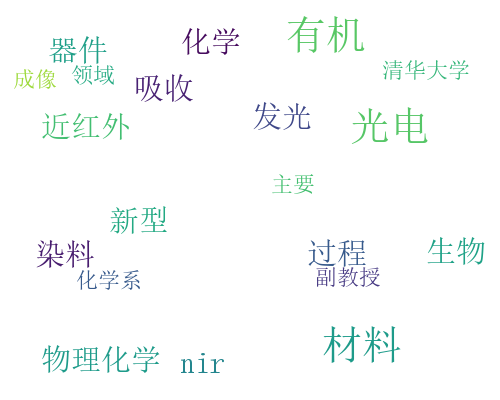 有机
化学
器件
清华大学
领域
成像
吸收
发光
近红外
光电
主要
新型
染料
过程
生物
副教授
化学系
材料
物理化学
nir